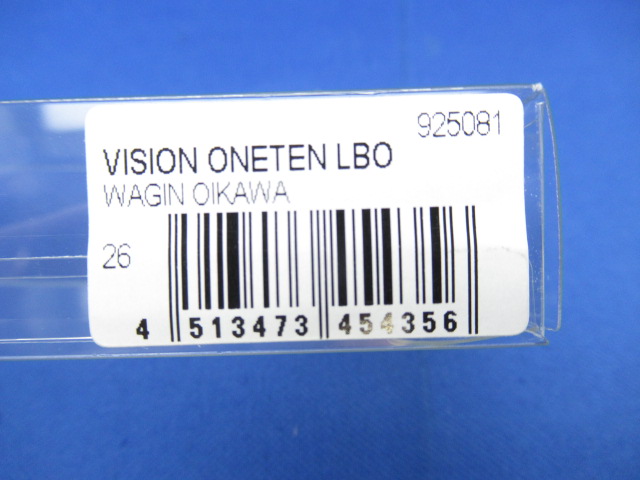 925081
VISION ONETEN LBO
WAGIN OIKAWA
26
4 513473 454356